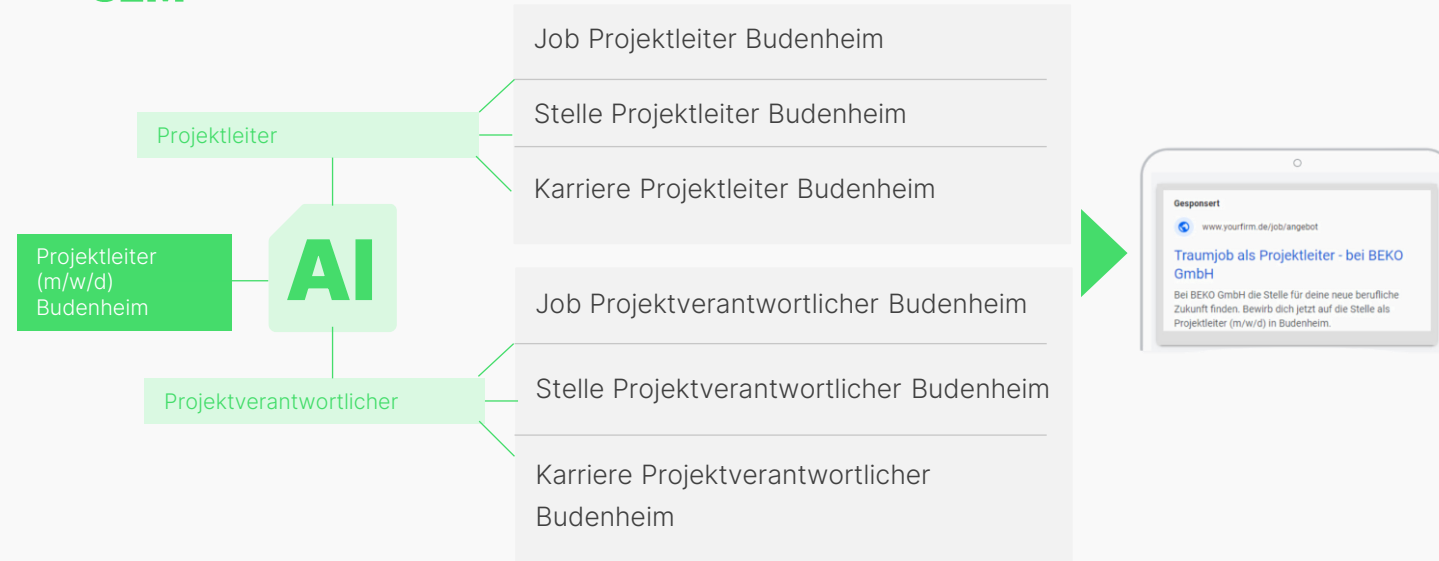 Job Projektleiter Budenheim
Stelle Projektleiter Budenheim
Projektleiter
Karriere Projektleiter Budenheim
Projektleiter
(m/w/d)
Budenheim
AI
Job Projektverantwortlicher Budenheim
Stelle Projektverantwortlicher Budenheim
Projektverantwortlicher
Karriere Projektverantwortlicher
Budenheim
Gesponsert
www.yourfirm.de/job/angebot
Traumjob als Projektleiter - bei BEKO
GmbH
Bei BEKO GmbH die Stelle für deine neue berufliche
Zukunft finden. Bewirb dich jetzt auf die Stelle als
Projektleiter (m/w/d) in Budenheim.